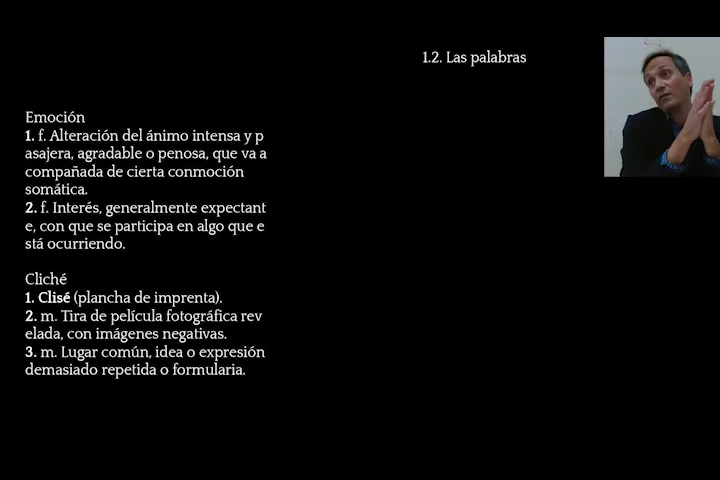 1.2. Las palabras
Emoción
1. f. Alteración del ánimo intensa y p
asajera, agradable o penosa, que va a
compañada de cierta conmoción
somática.
2. f. Interés, generalmente expectant
e, con que se participa en algo que e
stá ocurriendo.
Cliché
1. Clisé (plancha de imprenta).
2. m. Tira de película fotográfica rev
elada, con imágenes negativas.
3. m. Lugar común, idea o expresión
demasiado repetida o formularia.